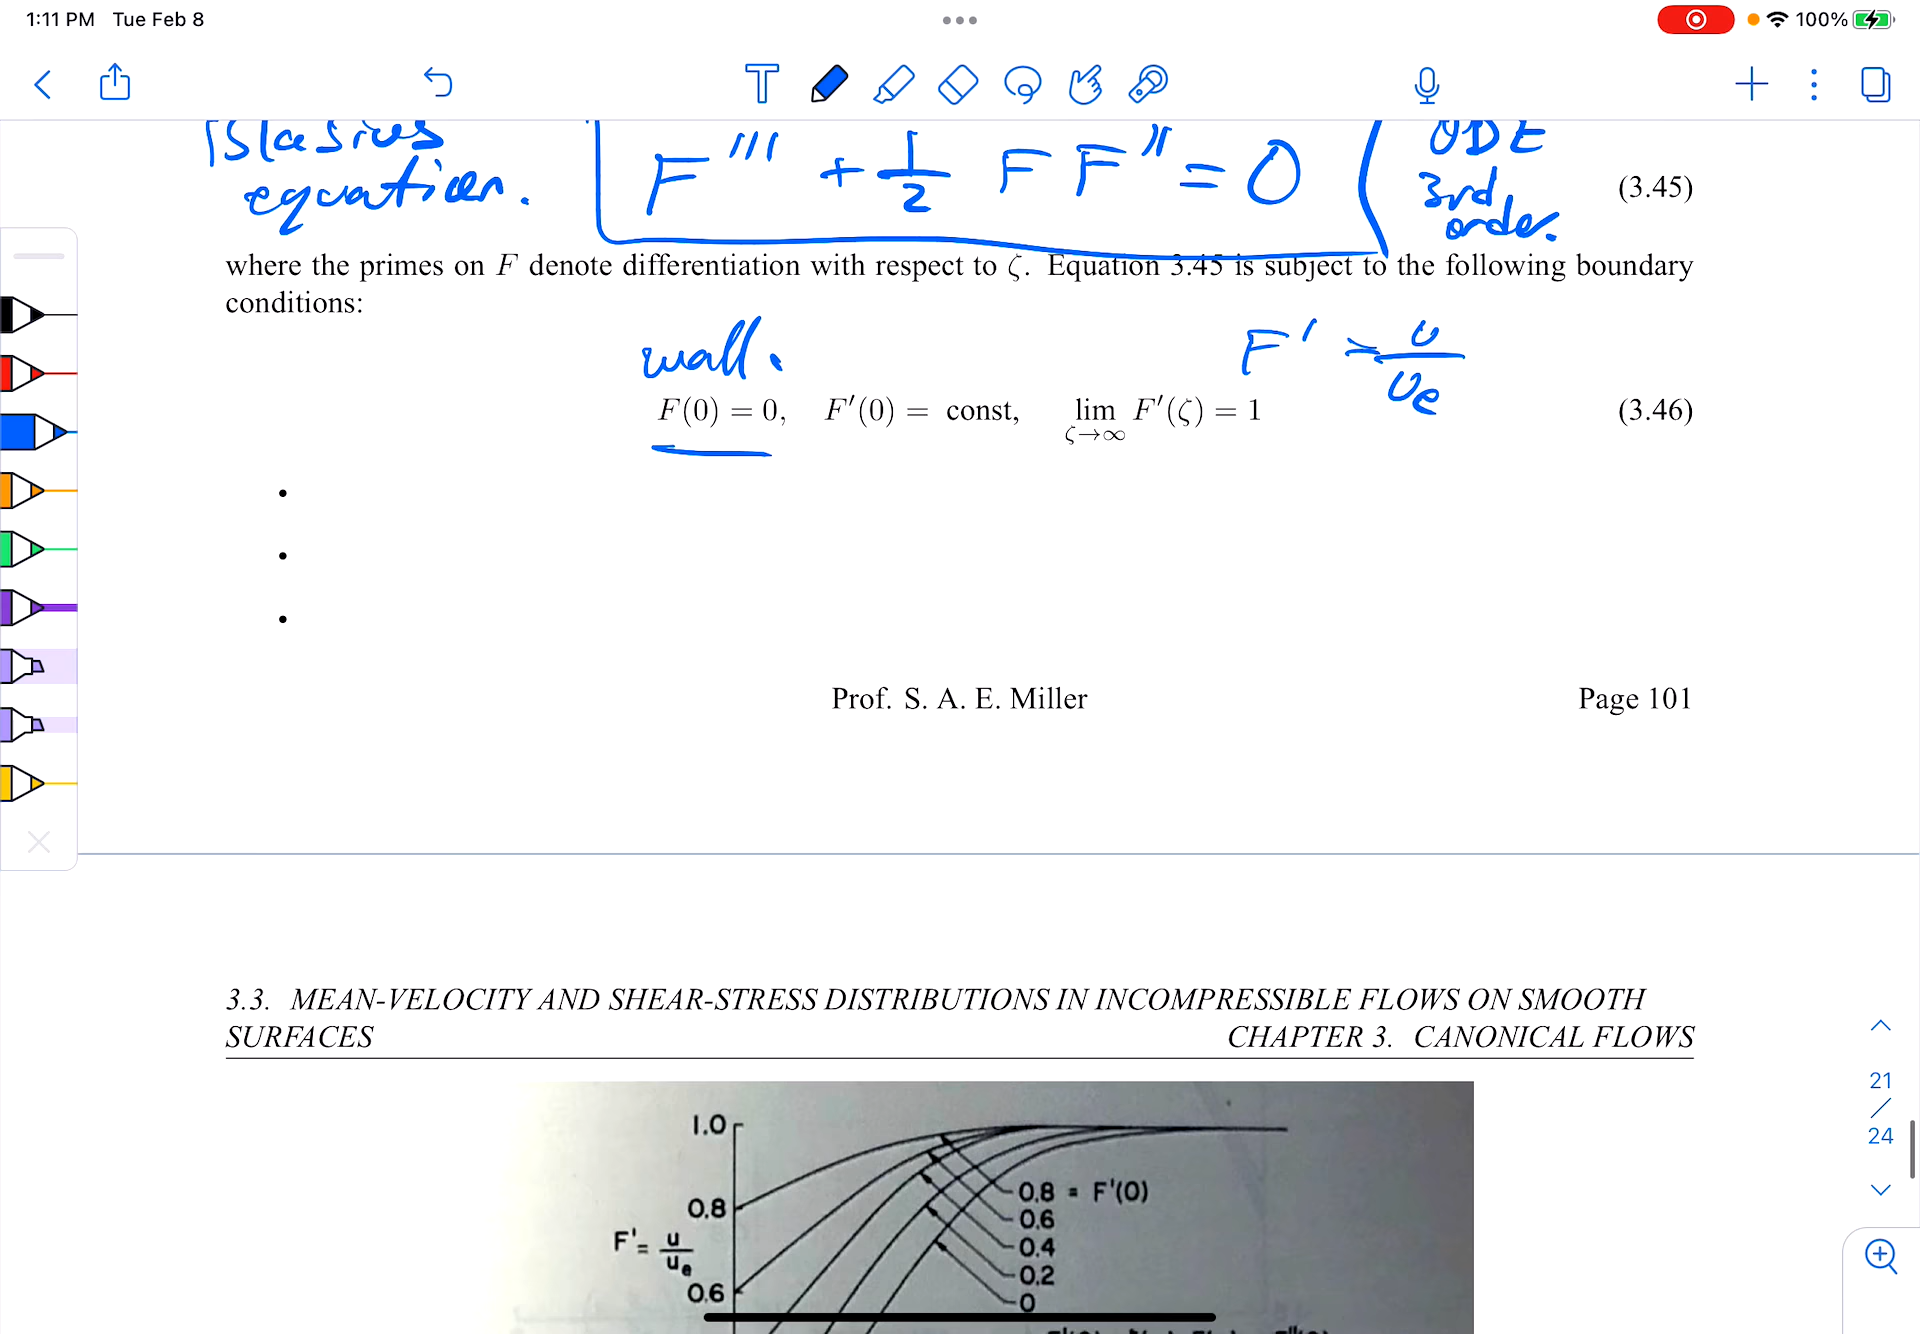 1:11 PM Tue Feb 8
100%
Blasius
equation.
F''' + 1/2 F F'' = 0
ODE
3rd
order.
(3.45)
where the primes on F denote differentiation with respect to ζ. Equation 3.45 is subject to the following boundary
conditions:
wall.
F' = u/ue
F(0) = 0, F'(0) = const, lim ζ→∞ F'(ζ) = 1 (3.46)
•
•
•
Prof. S. A. E. Miller Page 101
3.3. MEAN-VELOCITY AND SHEAR-STRESS DISTRIBUTIONS IN INCOMPRESSIBLE FLOWS ON SMOOTH
SURFACES CHAPTER 3. CANONICAL FLOWS
21
/
24
1.0
0.8
F' = u/ue
0.6
0.8 = F'(0)
0.6
0.4
0.2
0